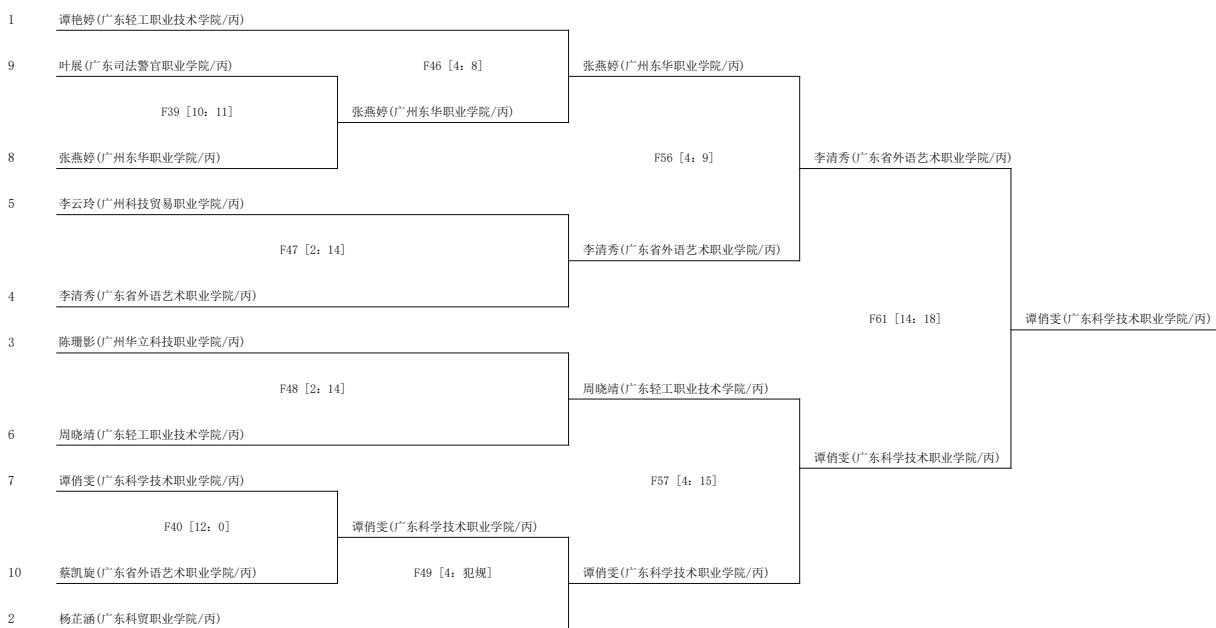 1 谭艳婷(广东轻工职业技术学院/丙)
9 叶展(广东司法警官职业学院/丙) F46 [4: 8] 张燕婷(广州东华职业学院/丙)
F39 [10: 11] 张燕婷(广州东华职业学院/丙)
8 张燕婷(广州东华职业学院/丙) F56 [4: 9] 李清秀(广东省外语艺术职业学院/丙)
5 李云玲(广州科技贸易职业学院/丙)
F47 [2: 14] 李清秀(广东省外语艺术职业学院/丙)
4 李清秀(广东省外语艺术职业学院/丙)
F61 [14: 18] 谭俏雯(广东科学技术职业学院/丙)
3 陈珊影(广州华立科技职业学院/丙)
F48 [2: 14] 周晓靖(广东轻工职业技术学院/丙)
6 周晓靖(广东轻工职业技术学院/丙)
谭俏雯(广东科学技术职业学院/丙)
7 谭俏雯(广东科学技术职业学院/丙) F57 [4: 15]
F40 [12: 0] 谭俏雯(广东科学技术职业学院/丙)
10 蔡凯旋(广东省外语艺术职业学院/丙) F49 [4: 犯规] 谭俏雯(广东科学技术职业学院/丙)
2 杨芷涵(广东科贸职业学院/丙)